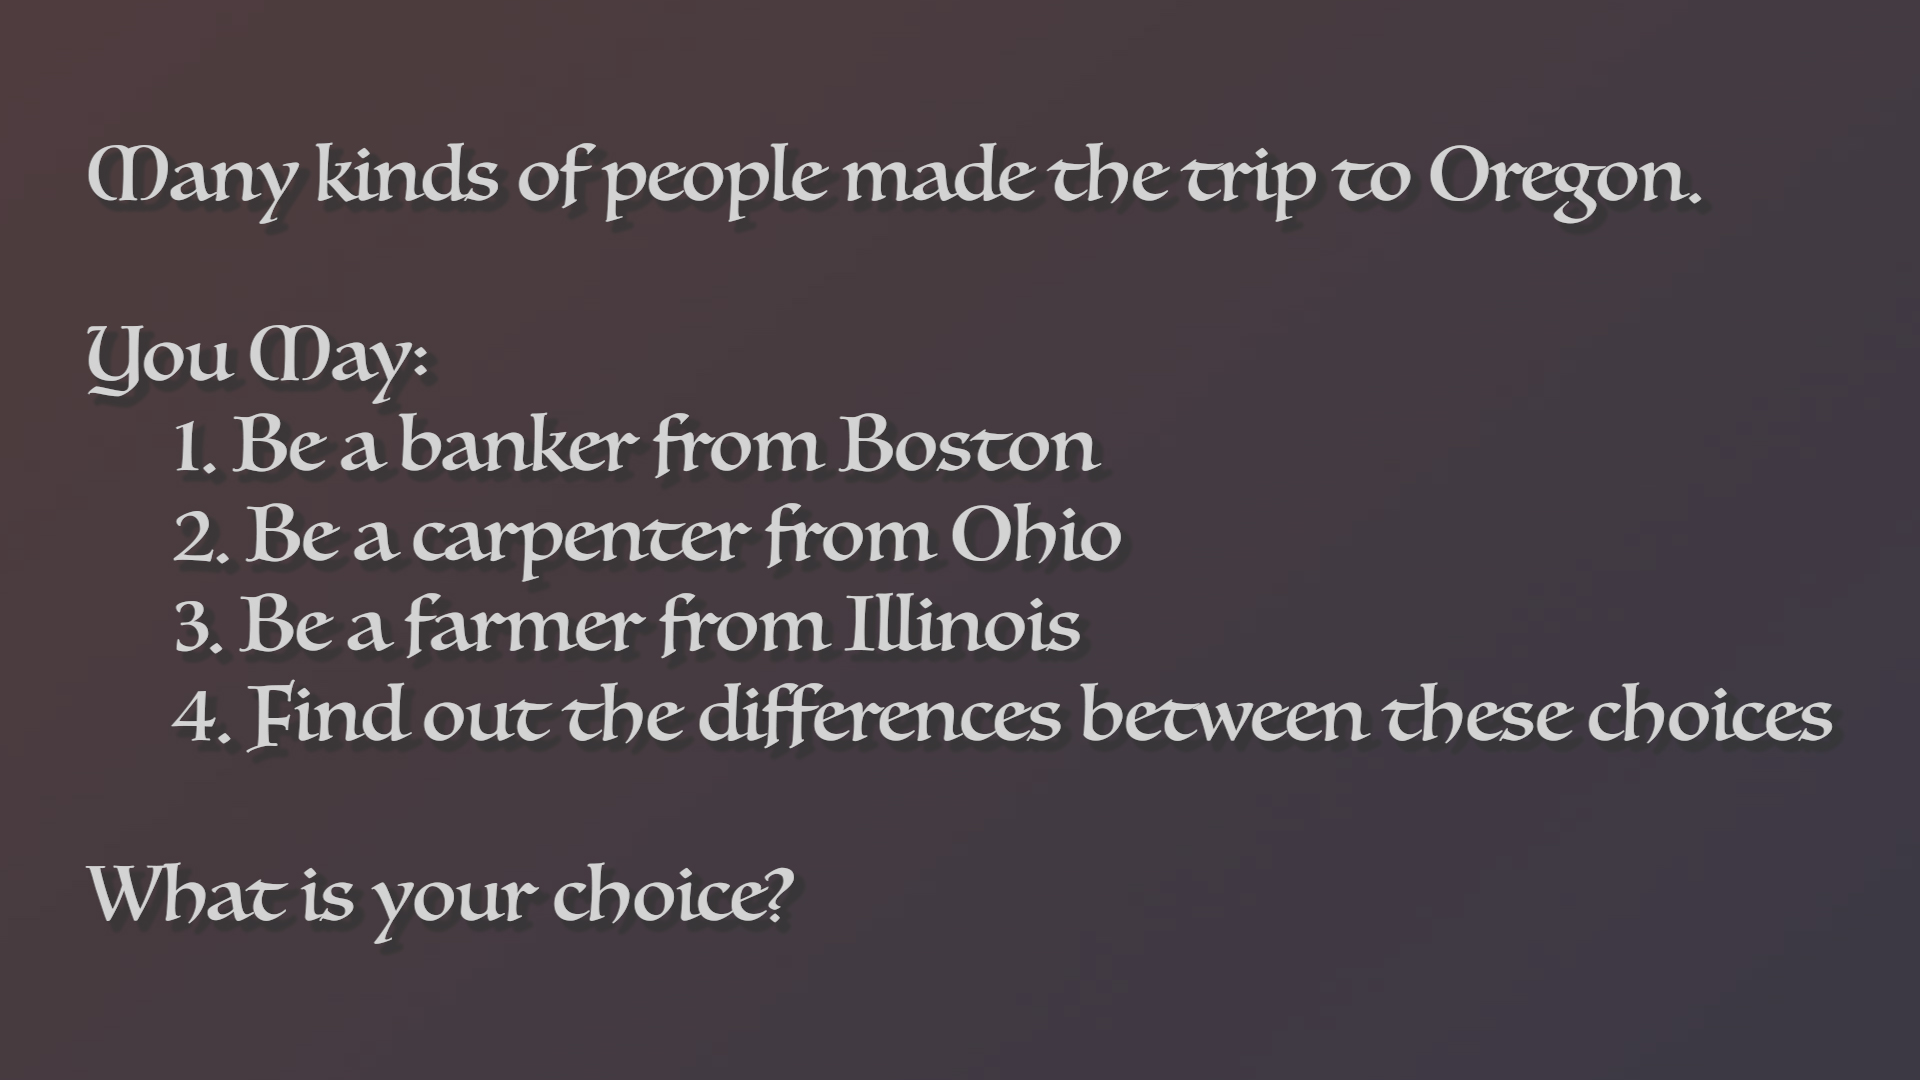 Many kinds of people made the trip to Oregon.
You May:
1. Be a banker from Boston
2. Be a carpenter from Ohio
3. Be a farmer from Illinois
4. Find out the differences between these choices
What is your choice?